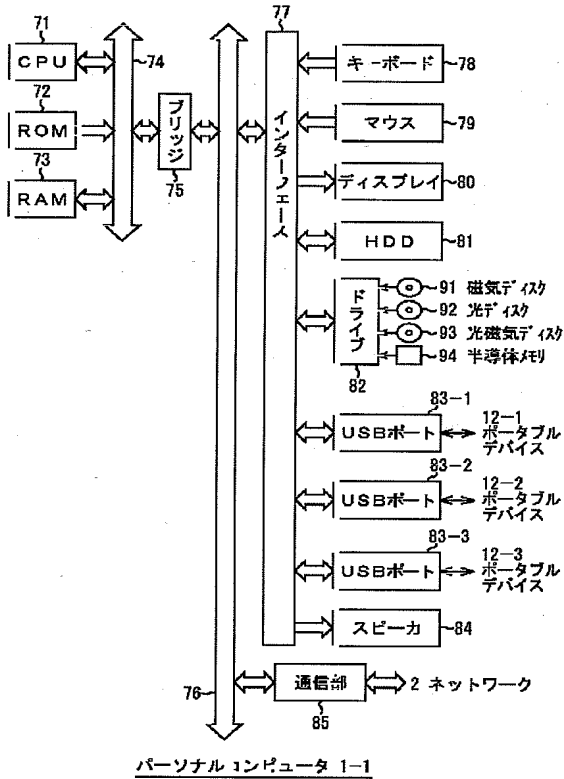 71
CPU
72
ROM
73
RAM
74
ブリッジ
75
76
77
インターフェース
キーボード
78
マウス
79
ディスプレイ
80
HDD
81
ドライブ
82
91 磁気ディスク
92 光ディスク
93 光磁気ディスク
94 半導体メモリ
83-1
USBポート
12-1
ポータブル
デバイス
83-2
USBポート
12-2
ポータブル
デバイス
83-3
USBポート
12-3
ポータブル
デバイス
スピーカ
84
通信部
85
2 ネットワーク
パーソナルコンピュータ 1-1